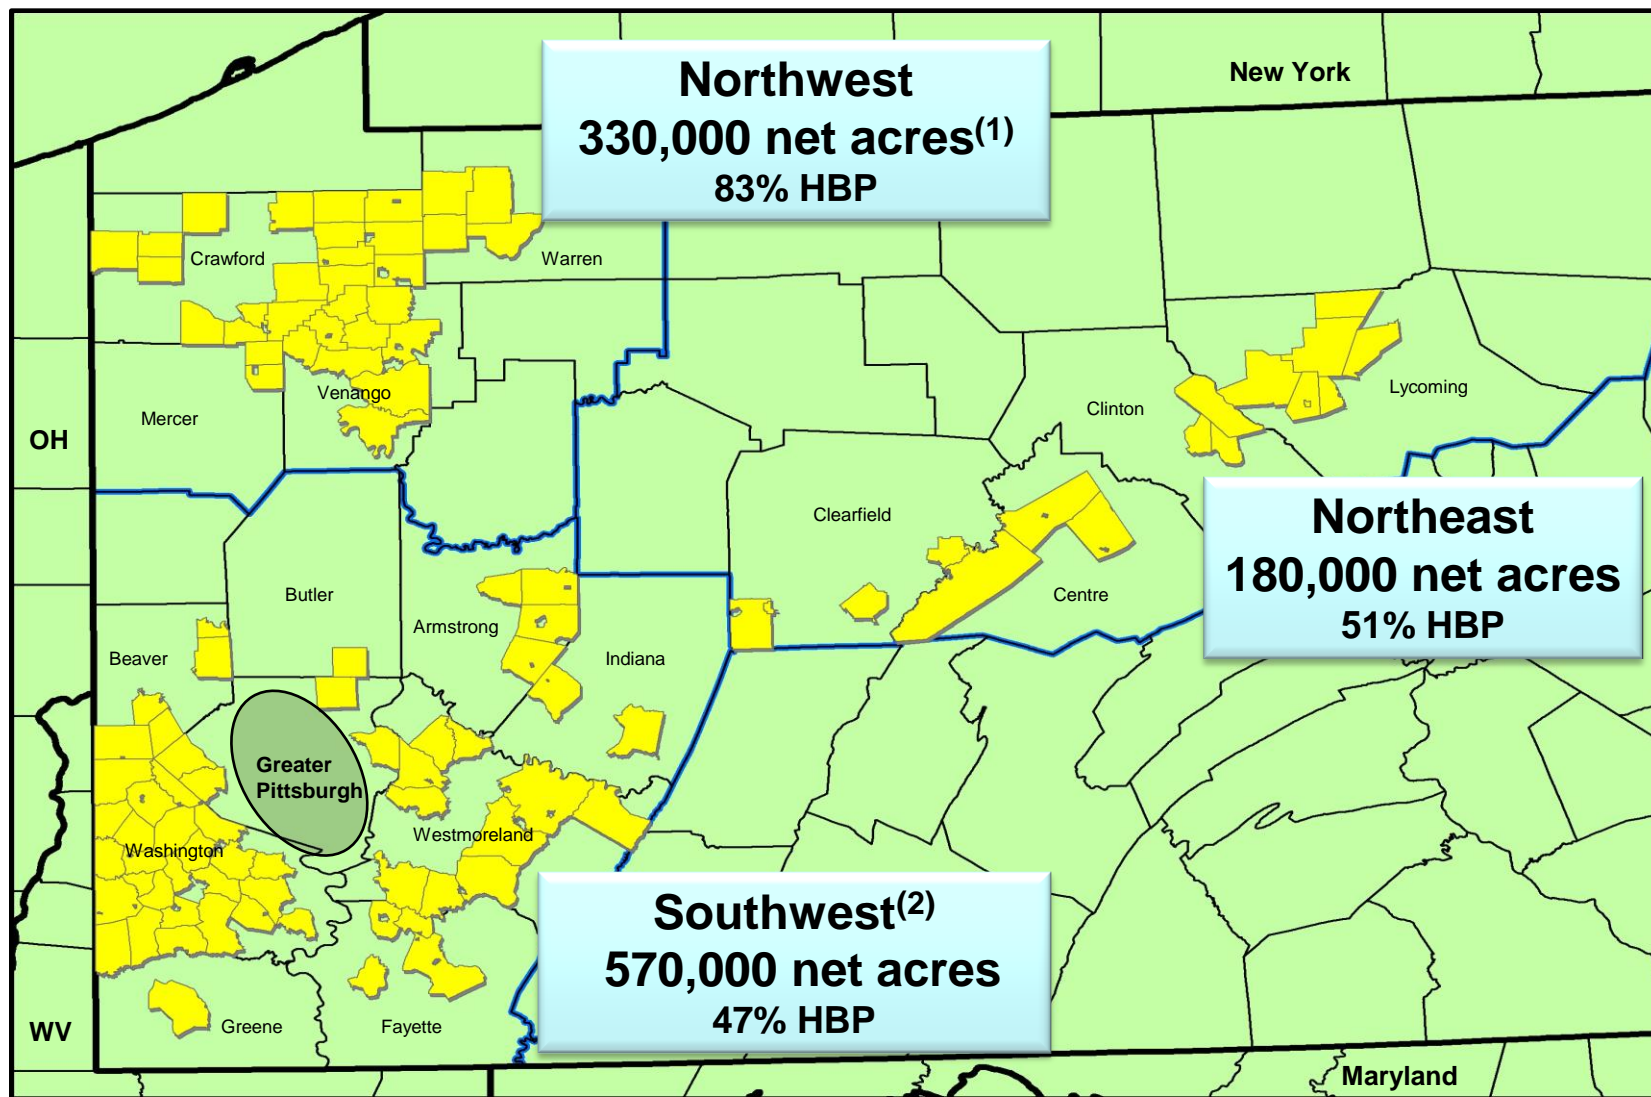 Northwest
330,000 net acres(1)
83% HBP
New York
Crawford
Warren
Venango
Mercer
OH
Clinton
Lycoming
Clearfield
Centre
Northeast
180,000 net acres
51% HBP
Butler
Armstrong
Beaver
Indiana
Greater
Pittsburgh
Westmoreland
Washington
Southwest(2)
570,000 net acres
47% HBP
WV
Greene
Fayette
Maryland